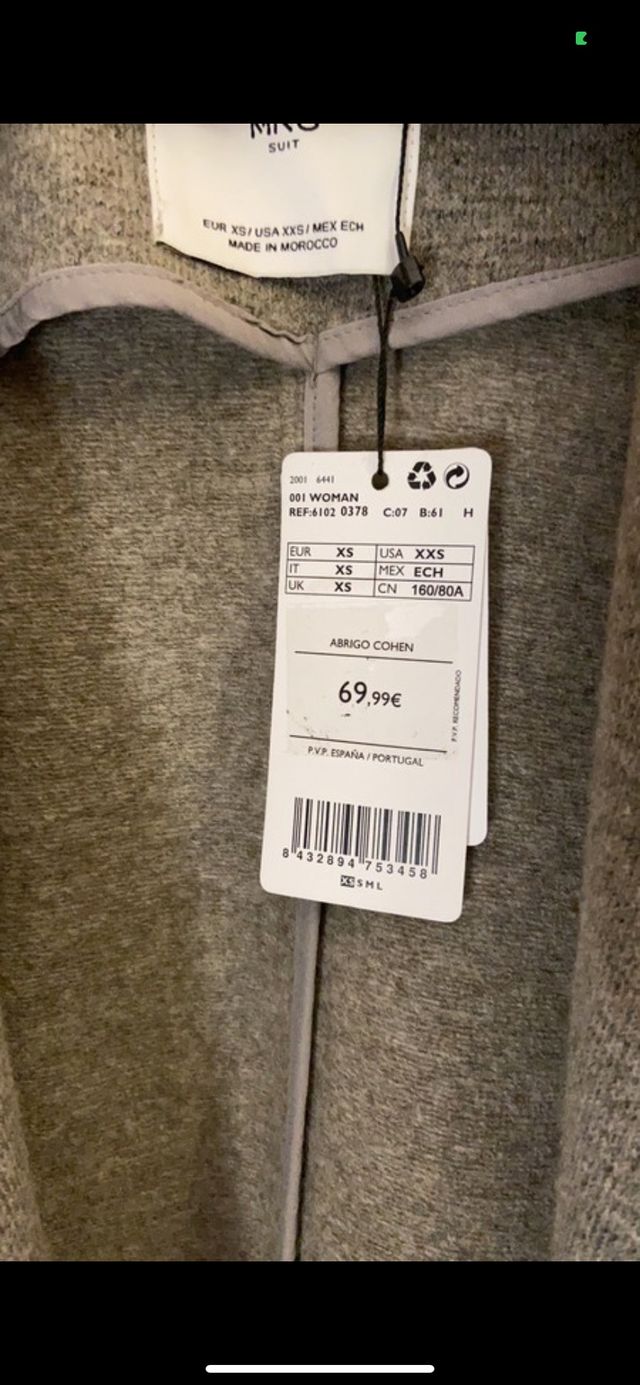 SUIT
EUR XS/ USA XXS/ MEX ECH
MADE IN MOROCCO
2001 6441
001 WOMAN
REF:6102 0378 C:07 B:61 H
EUR XS USA XXS
IT XS MEX ECH
UK XS CN 160/80A
ABRIGO COHEN
69,99€
P.V.P. RECOMENDADO
P.V.P. ESPAÑA / PORTUGAL
8 432894 753458
XS S M L